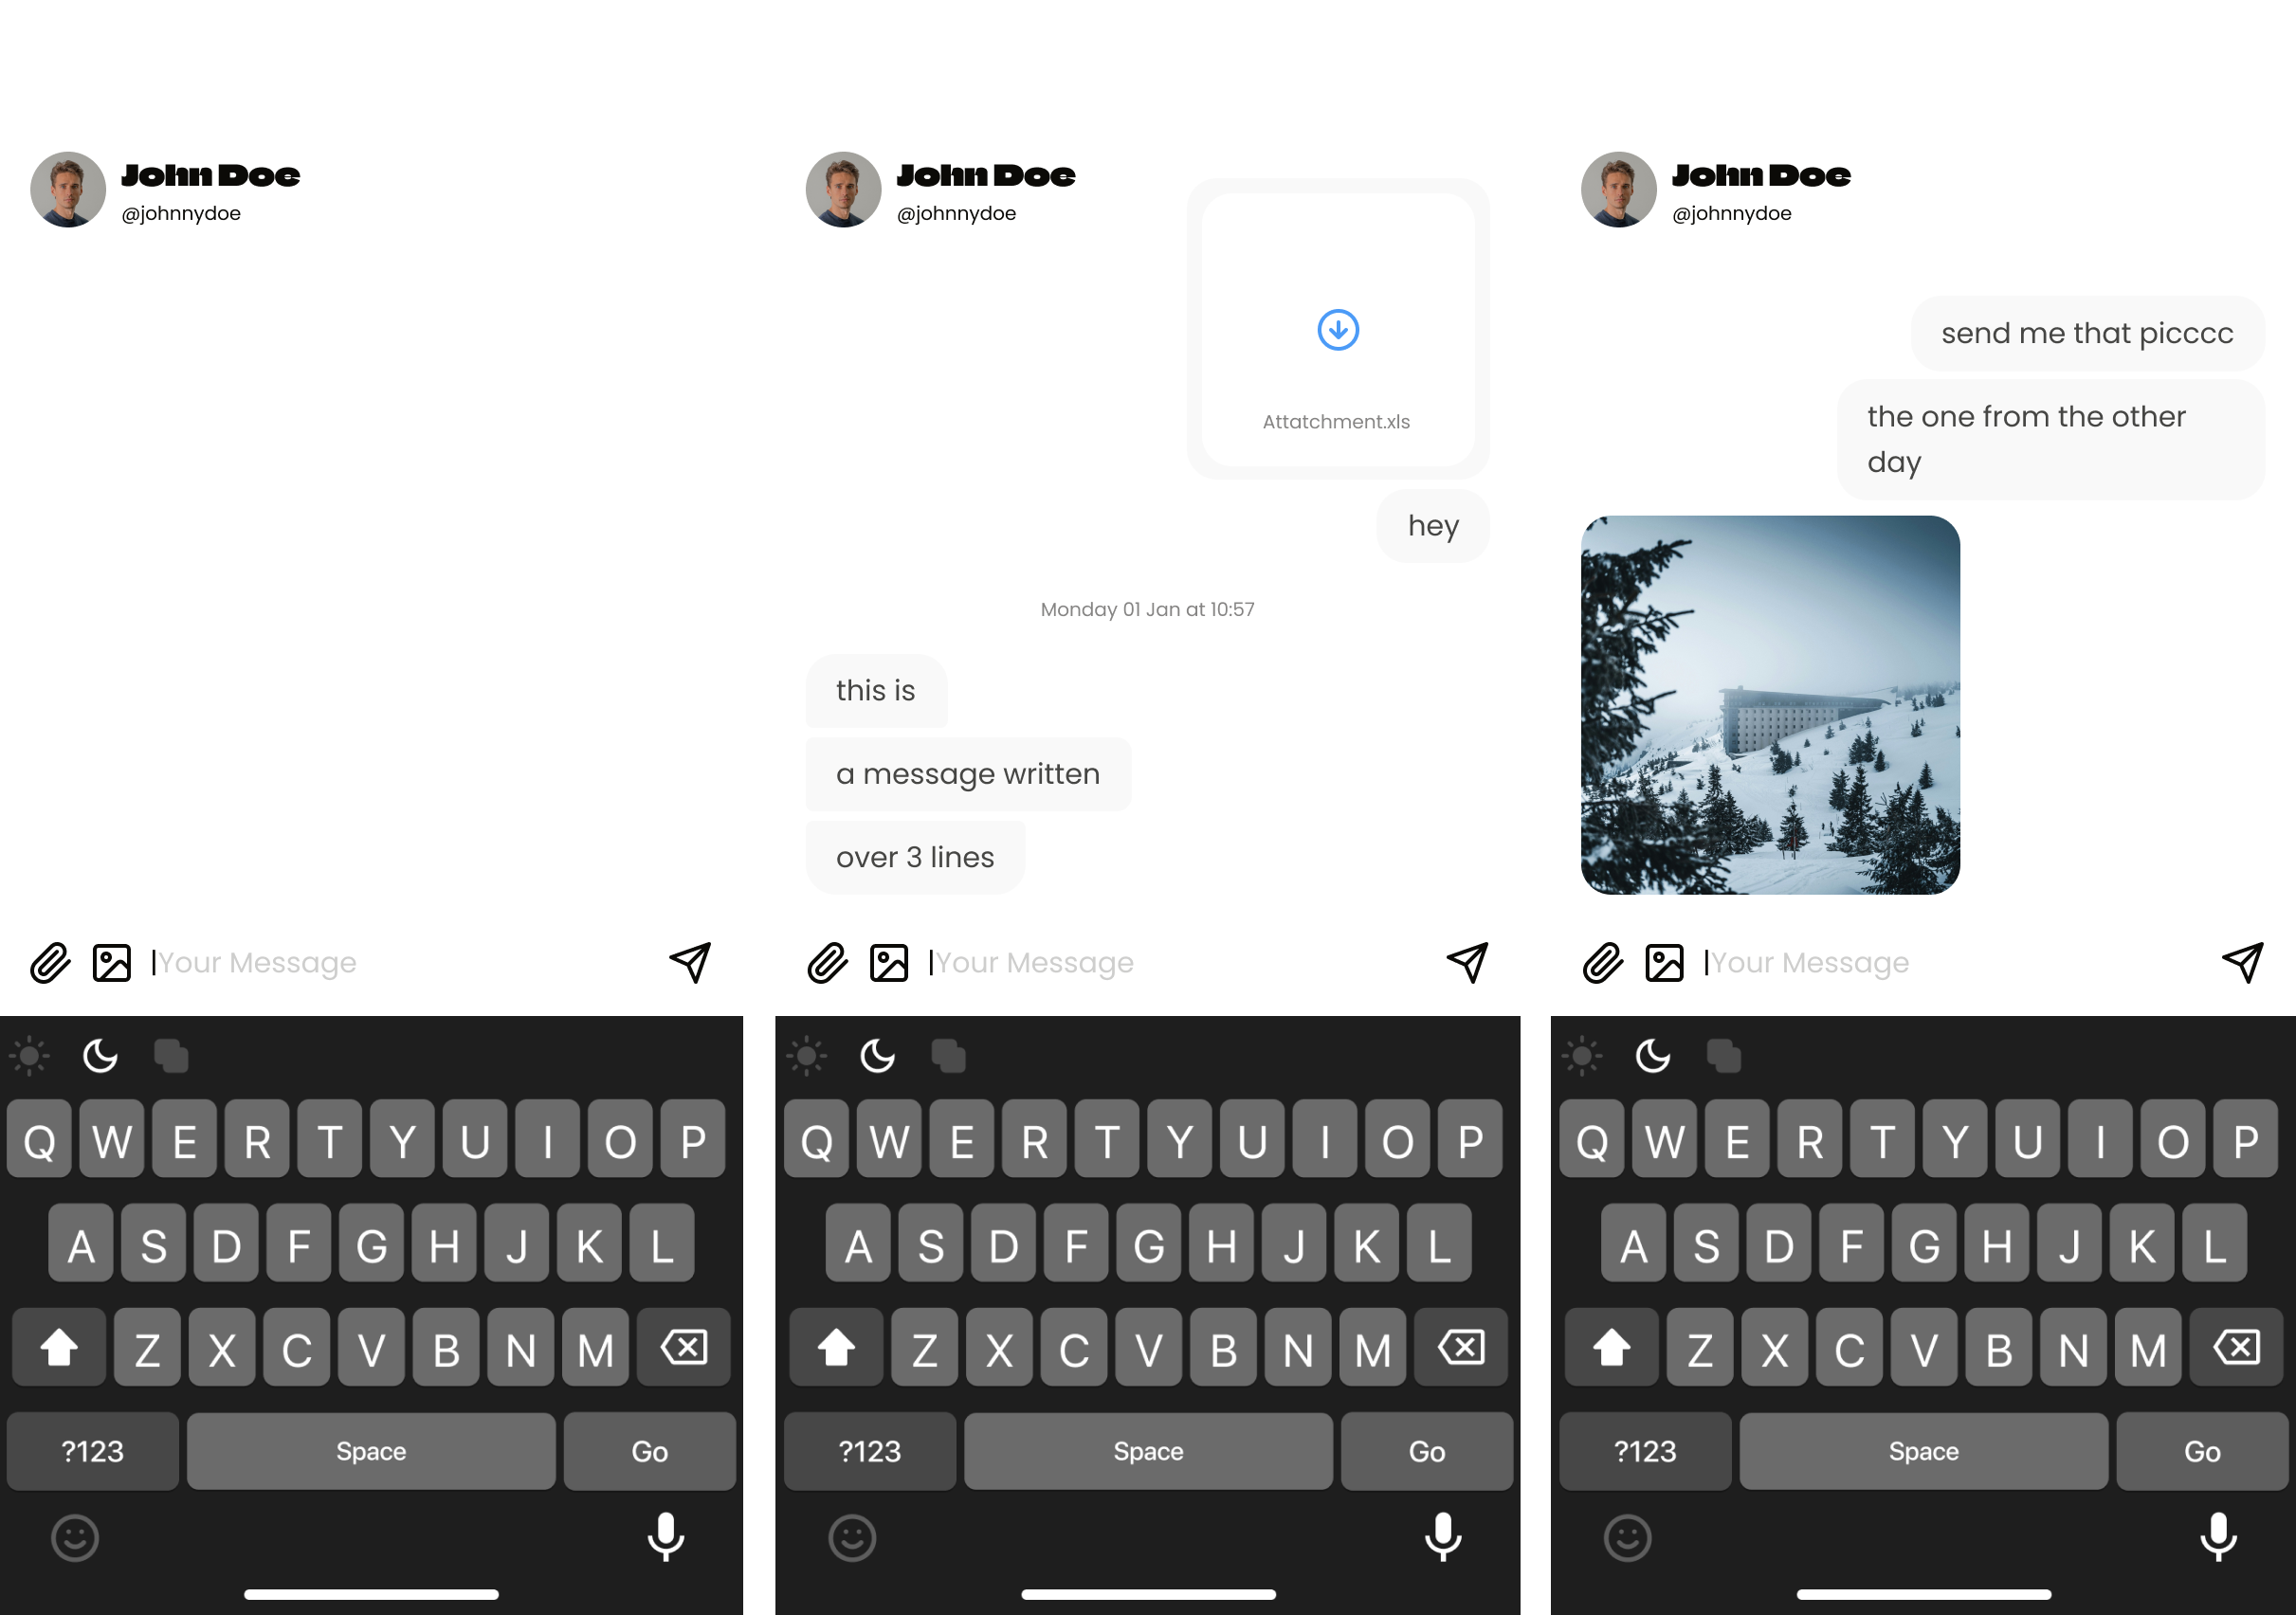 John Doe
@johnnydoe
Your Message
Q W E R T Y U I O P
A S D F G H J K L
Z X C V B N M
?123 Space Go
John Doe
@johnnydoe
Attatchment.xls
hey
Monday 01 Jan at 10:57
this is
a message written
over 3 lines
Your Message
Q W E R T Y U I O P
A S D F G H J K L
Z X C V B N M
?123 Space Go
John Doe
@johnnydoe
send me that picccc
the one from the other
day
Your Message
Q W E R T Y U I O P
A S D F G H J K L
Z X C V B N M
?123 Space Go